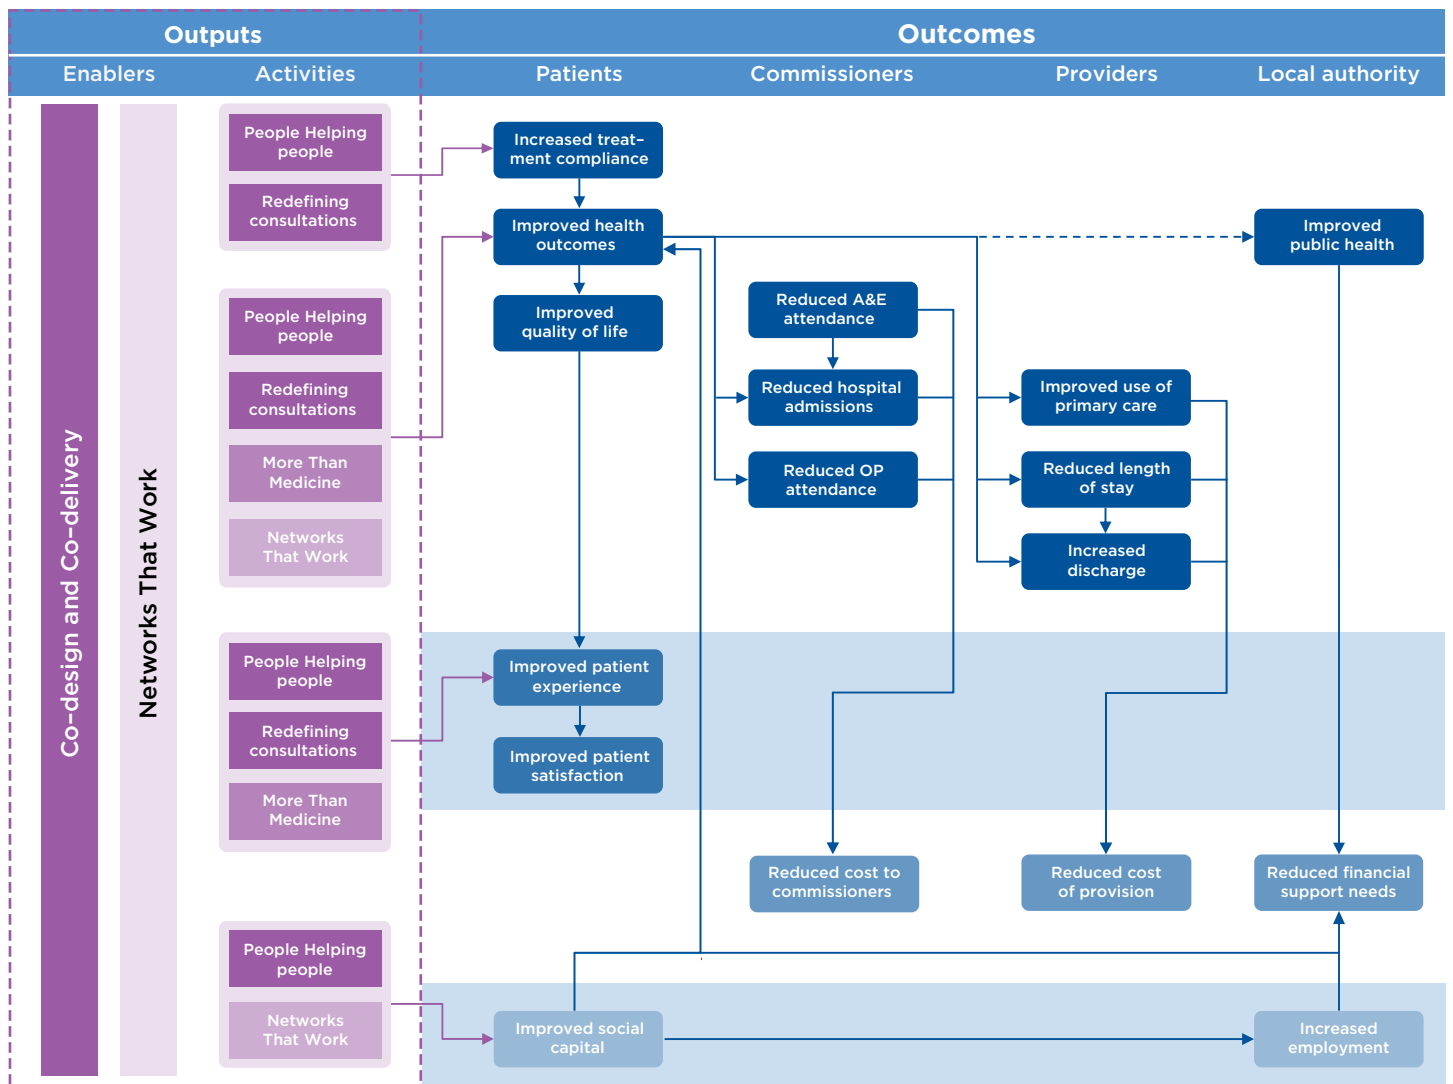 Outputs
Outcomes
Enablers
Activities
Patients
Commissioners
Providers
Local authority
Co-design and Co-delivery
Networks That Work
People Helping
people
Redefining
consultations
People Helping
people
Redefining
consultations
More Than
Medicine
Networks
That Work
People Helping
people
Redefining
consultations
More Than
Medicine
People Helping
people
Networks
That Work
Increased treat-
ment compliance
Improved health
outcomes
Improved
quality of life
Improved patient
experience
Improved patient
satisfaction
Improved social
capital
Reduced A&E
attendance
Reduced hospital
admissions
Reduced OP
attendance
Reduced cost to
commissioners
Improved use of
primary care
Reduced length
of stay
Increased
discharge
Reduced cost
of provision
Improved
public health
Reduced financial
support needs
Increased
employment